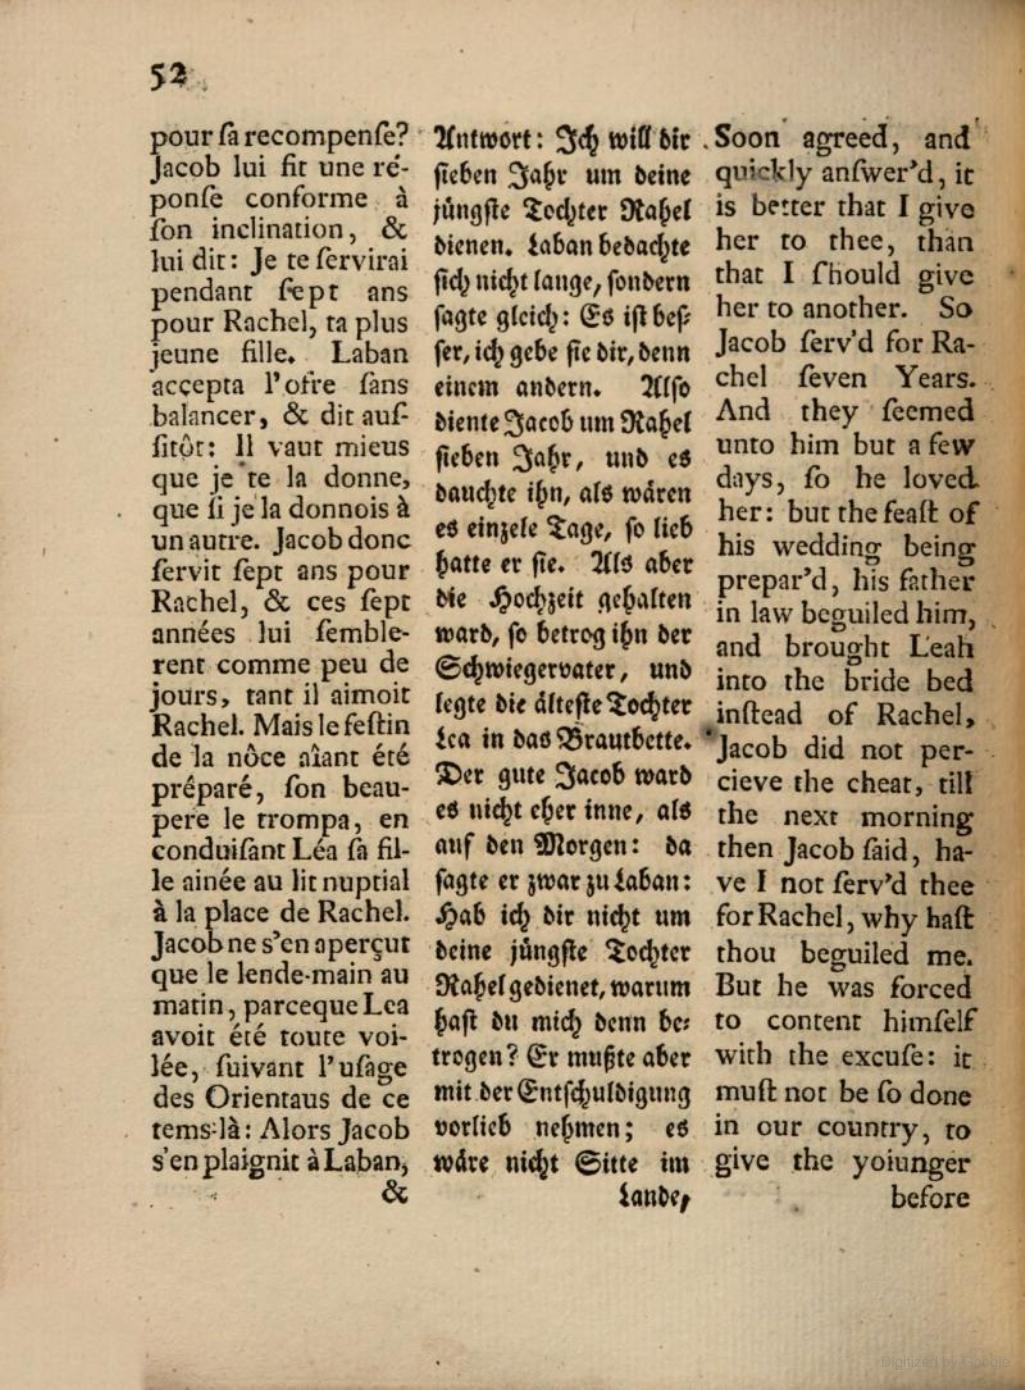 52
pour ſa recompenſe?
Jacob lui fit une ré-
ponſe conforme à
ſon inclination, &
lui dit: Je te ſervirai
pendant ſept ans
pour Rachel, ta plus
jeune fille. Laban
accepta l'ofre ſans
balancer, & dit auſ-
ſitôt: Il vaut mieus
que je te la donne,
que ſi je la donnois à
un autre. Jacob donc
ſervit ſept ans pour
Rachel, & ces ſept
années lui ſemble-
rent comme peu de
jours, tant il aimoit
Rachel. Mais le feſtin
de la nôce aîant été
préparé, ſon beau-
pere le trompa, en
conduiſant Léa ſa fil-
le ainée au lit nuptial
à la place de Rachel.
Jacob ne s'en aperçut
que le lende-main au
matin, parceque Lea
avoit été toute voi-
lée, ſuivant l'uſage
des Orientaus de ce
tems-là: Alors Jacob
s'en plaignit à Laban,
&
Antwort: Ich will dir
ſieben Jahr um deine
jůngſte Tochter Rahel
dienen. Laban bedachte
ſich nicht lange, ſondern
ſagte gleich: Es iſt beſ-
ſer, ich gebe ſie dir, denn
einem andern. Alſo
diente Jacob um Rahel
ſieben Jahr, und es
dauchte ihn, als wåren
es einzele Tage, ſo lieb
hatte er ſie. Als aber
die Hochzeit gehalten
ward, ſo betrog ihn der
Schwiegervater, und
legte die ålteſte Tochter
Lea in das Brautbette.
Der gute Jacob ward
es nicht eher inne, als
auf den Morgen: da
ſagte er zwar zu Laban:
Hab ich dir nicht um
deine jůngſte Tochter
Rahel gedienet, warum
haſt du mich denn be-
trogen? Er mußte aber
mit der Entſchuldigung
vorlieb nehmen; es
wåre nicht Sitte im
Lande,
Soon agreed, and
quickly anſwer'd, it
is better that I give
her to thee, than
that I ſhould give
her to another. So
Jacob ſerv'd for Ra-
chel ſeven Years.
And they ſeemed
unto him but a few
days, ſo he loved
her: but the feaſt of
his wedding being
prepar'd, his father
in law beguiled him,
and brought Leah
into the bride bed
inſtead of Rachel,
Jacob did not per-
cieve the cheat, till
the next morning
then Jacob ſaid, ha-
ve I not ſerv'd thee
for Rachel, why haſt
thou beguiled me.
But he was forced
to content himſelf
with the excuſe: it
muſt not be ſo done
in our country, to
give the yoiunger
before
Digitized by Google